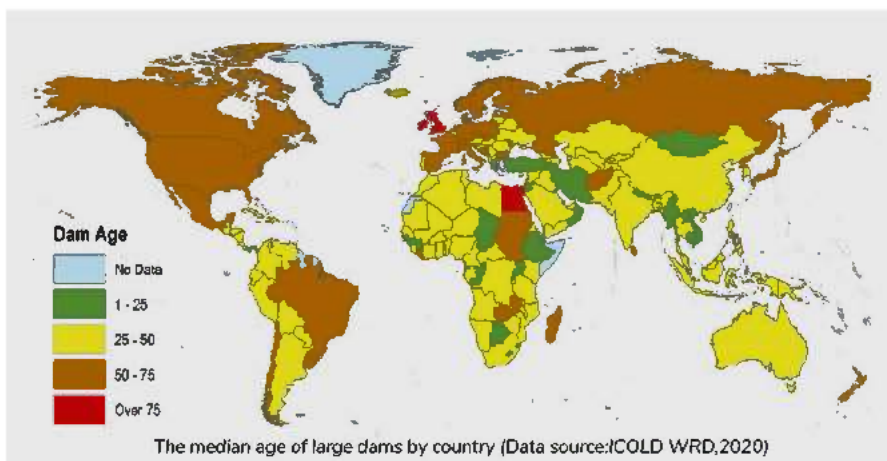 Dam Age
No Data
1 - 25
25 - 50
50 - 75
Over 75
The median age of large dams by country (Data source:ICOLD WRD,2020)